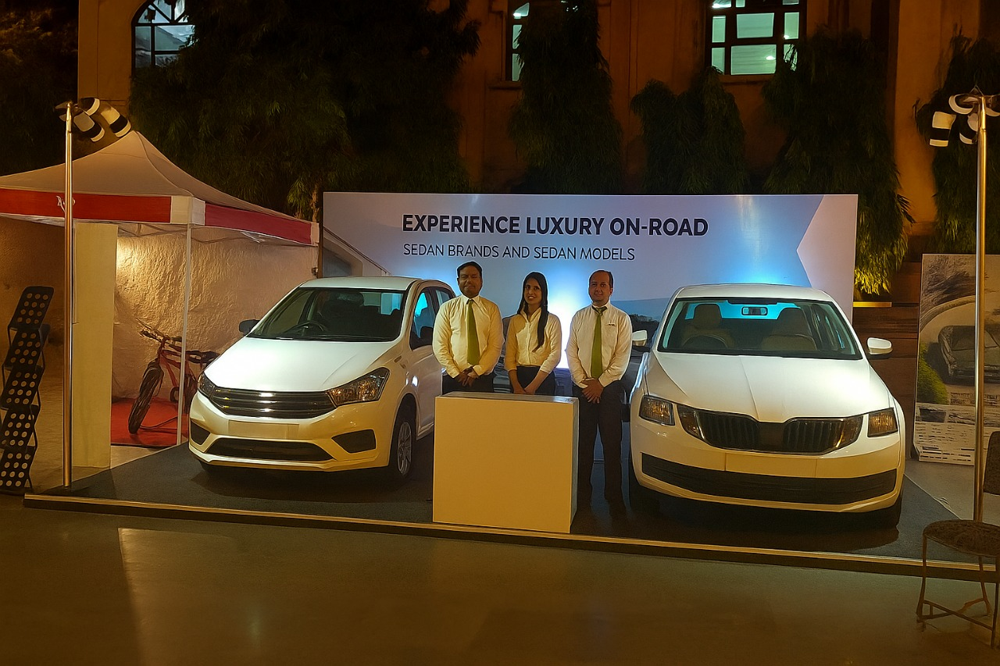 EXPERIENCE LUXURY ON-ROAD
SEDAN BRANDS AND SEDAN MODELS